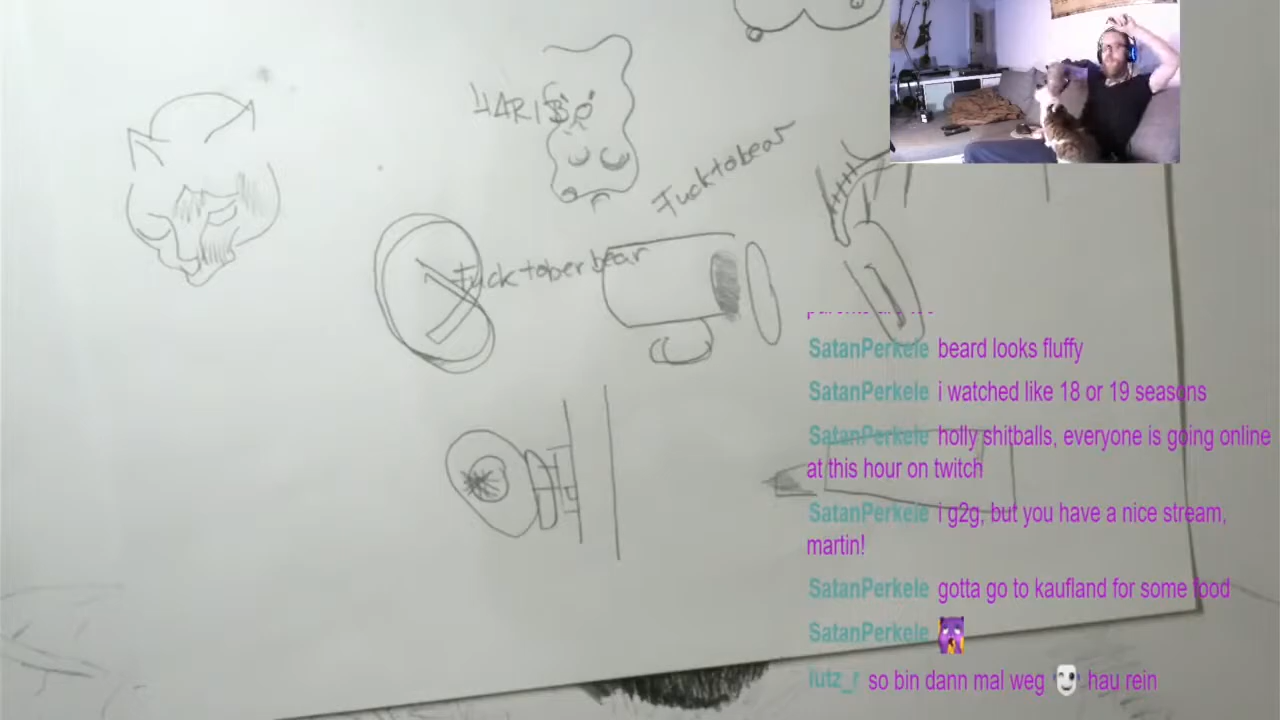 HARIBO
Fucktobear
Fucktoberbear
SatanPerkele beard looks fluffy
SatanPerkele i watched like 18 or 19 seasons
SatanPerkele holly shitballs, everyone is going online
at this hour on twitch
SatanPerkele i g2g, but you have a nice stream,
martin!
SatanPerkele gotta go to kaufland for some food
SatanPerkele
lutz_r so bin dann mal weg hau rein